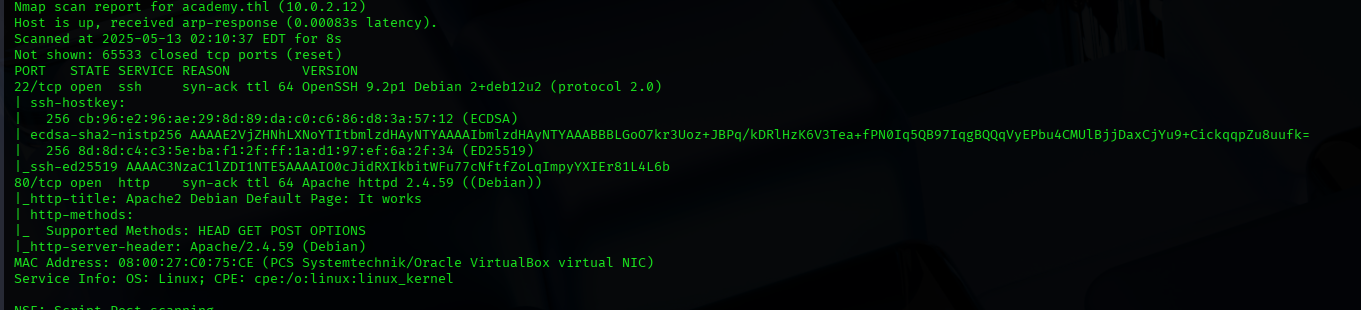 Nmap scan report for academy.thl (10.0.2.12)
Host is up, received arp-response (0.00083s latency).
Scanned at 2025-05-13 02:10:37 EDT for 8s
Not shown: 65533 closed tcp ports (reset)
PORT   STATE SERVICE REASON         VERSION
22/tcp open  ssh     syn-ack ttl 64 OpenSSH 9.2p1 Debian 2+deb12u2 (protocol 2.0)
| ssh-hostkey:
|   256 cb:96:e2:96:ae:29:8d:89:da:c0:c6:86:d8:3a:57:12 (ECDSA)
| ecdsa-sha2-nistp256 AAAAE2VjZHNhLXNoYTItbmlzdHAyNTYAAAAIbmlzdHAyNTYAAABBBLGoO7kr3Uoz+JBPq/kDRlHzK6V3Tea+fPN0Iq5QB97IqgBQQqVyEPbu4CMUlBjjDaxCjYu9+CickqqpZu8uufk=
|   256 8d:8d:c4:c3:5e:ba:f1:2f:ff:1a:d1:97:ef:6a:2f:34 (ED25519)
|_ssh-ed25519 AAAAC3NzaC1lZDI1NTE5AAAAIO0cJidRXIkbitWFu77cNftfZoLqImpyYXIEr81L4L6b
80/tcp open  http    syn-ack ttl 64 Apache httpd 2.4.59 ((Debian))
|_http-title: Apache2 Debian Default Page: It works
| http-methods:
|_  Supported Methods: HEAD GET POST OPTIONS
|_http-server-header: Apache/2.4.59 (Debian)
MAC Address: 08:00:27:C0:75:CE (PCS Systemtechnik/Oracle VirtualBox virtual NIC)
Service Info: OS: Linux; CPE: cpe:/o:linux:linux_kernel
NSE: Script Post-scanning.